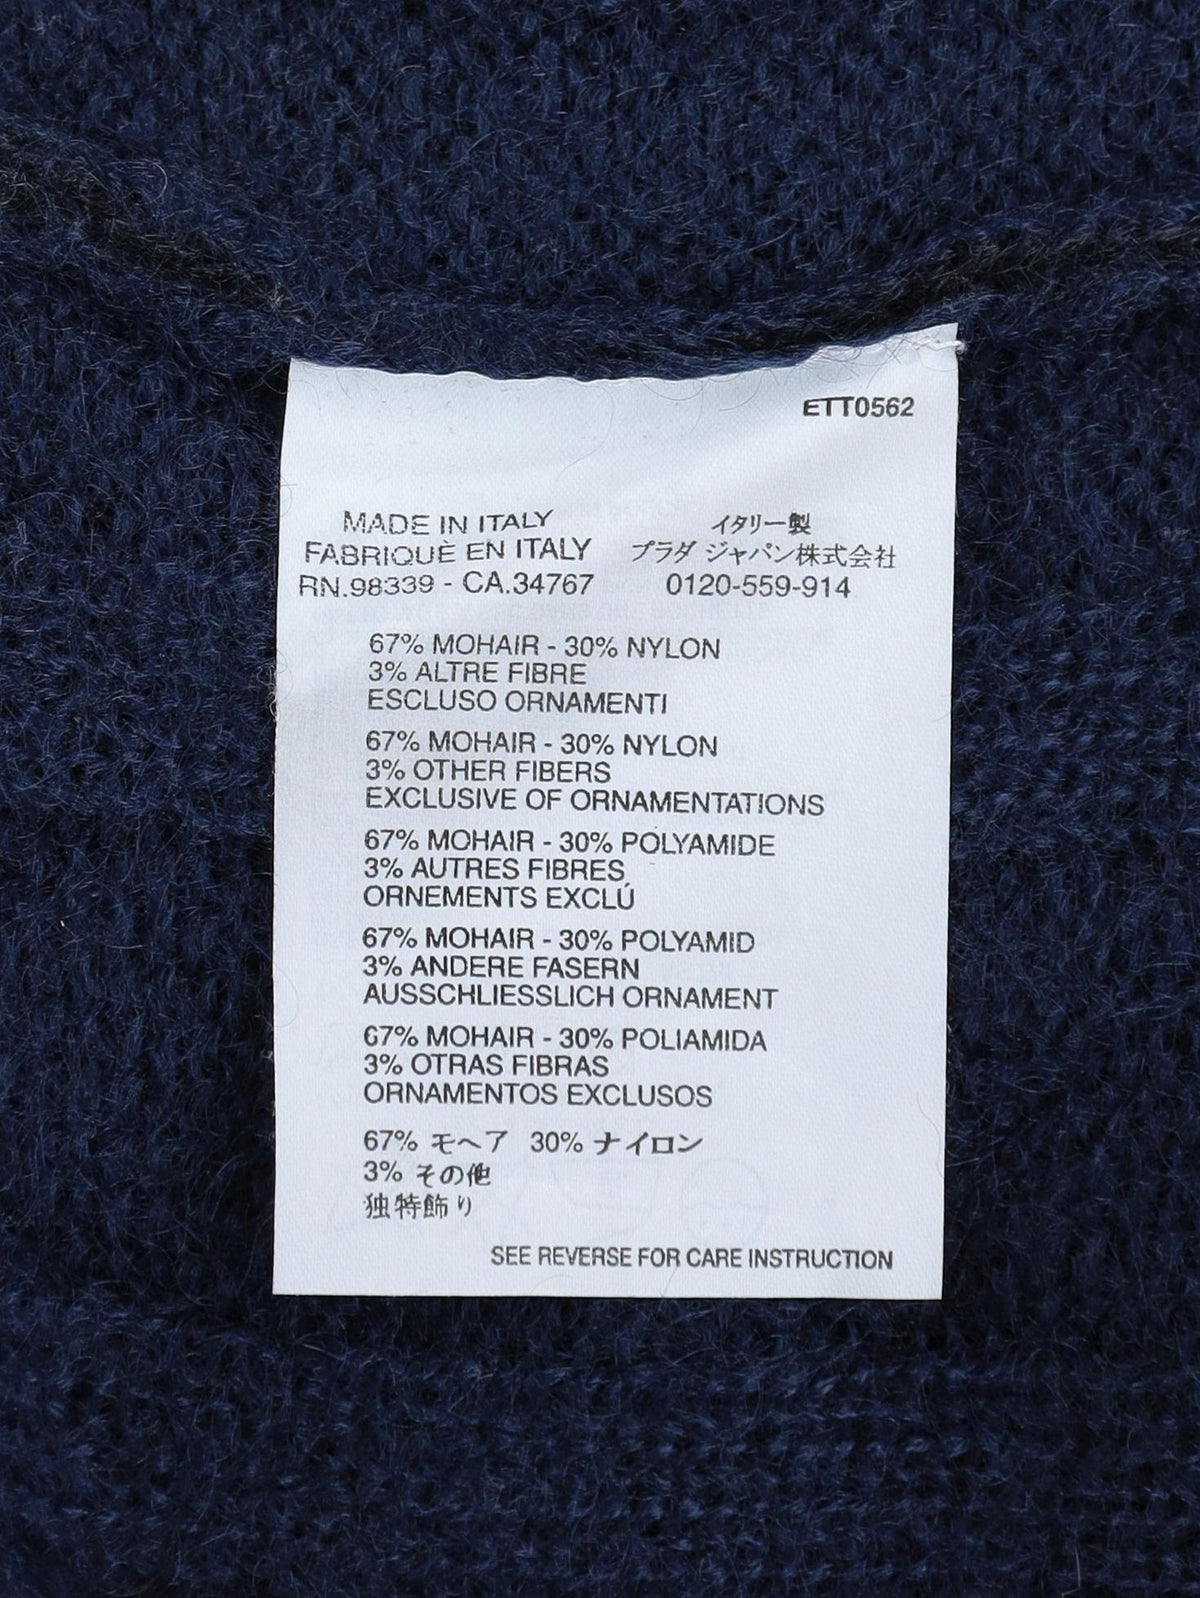 ETT0562
MADE IN ITALY
FABRIQUÈ EN ITALY
RN.98339 - CA.34767
イタリー製
プラダ ジャパン株式会社
0120-559-914
67% MOHAIR - 30% NYLON
3% ALTRE FIBRE
ESCLUSO ORNAMENTI
67% MOHAIR - 30% NYLON
3% OTHER FIBERS
EXCLUSIVE OF ORNAMENTATIONS
67% MOHAIR - 30% POLYAMIDE
3% AUTRES FIBRES
ORNEMENTS EXCLÚ
67% MOHAIR - 30% POLYAMID
3% ANDERE FASERN
AUSSCHLIESSLICH ORNAMENT
67% MOHAIR - 30% POLIAMIDA
3% OTRAS FIBRAS
ORNAMENTOS EXCLUSOS
67% モヘア 30% ナイロン
3% その他
独特飾り
SEE REVERSE FOR CARE INSTRUCTION